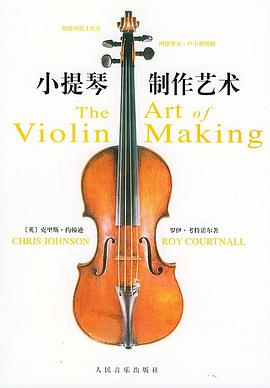 小提琴 制作艺术
The Art of
Violin Making
〔英〕克里斯·约翰逊 罗伊·考特诺尔著
CHRIS JOHNSON ROY COURTNALL
人民音乐出版社